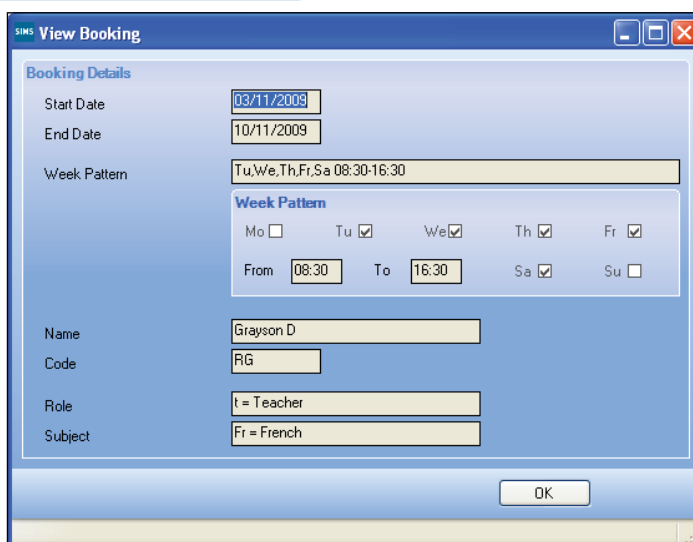 SIMS View Booking
Booking Details
Start Date 03/11/2009
End Date 10/11/2009
Week Pattern Tu,We,Th,Fr,Sa 08:30-16:30
Week Pattern
Mo Tu We Th Fr
From 08:30 To 16:30 Sa Su
Name Grayson D
Code RG
Role t = Teacher
Subject Fr = French
OK